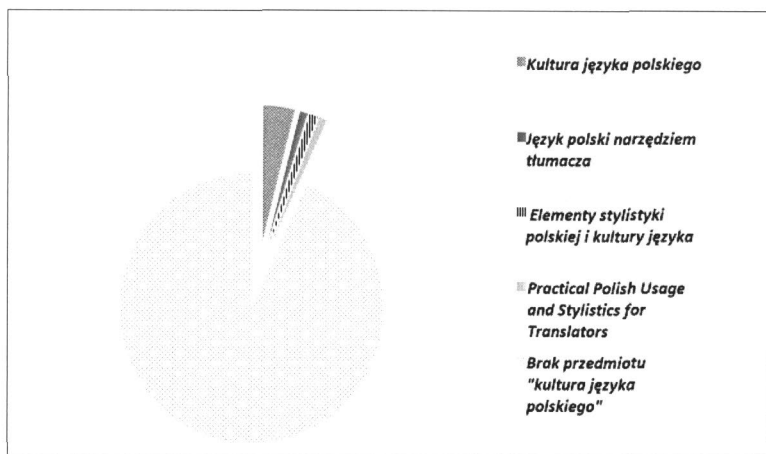 Kultura języka polskiego
Język polski narzędziem
tłumacza
Elementy stylistyki
polskiej i kultury języka
Practical Polish Usage
and Stylistics for
Translators
Brak przedmiotu
"kultura języka
polskiego"